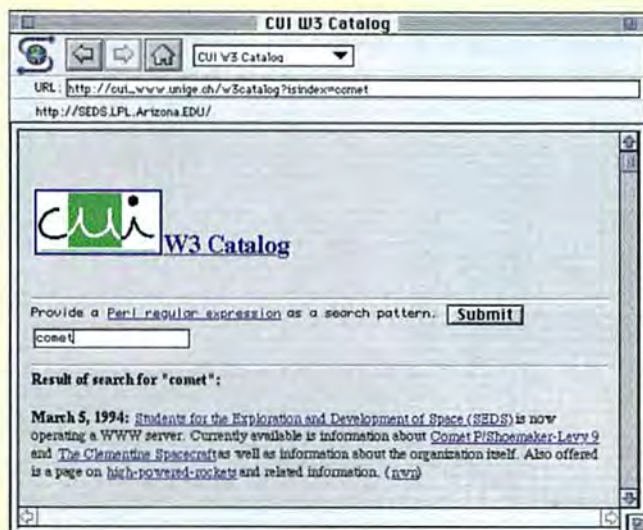 CUI W3 Catalog
CUI W3 Catalog
URL: http://cui_www.unige.ch/w3catalog?isindex=comet
http://SEDS.LPL.Arizona.EDU/
cui W3 Catalog
Provide a Perl regular expression as a search pattern. Submit
comet
Result of search for "comet":
March 5, 1994: Students for the Exploration and Development of Space (SEDS) is now
operating a WWW server. Currently available is information about Comet P/Shoemaker-Levy 9
and The Clementine Spacecraft as well as information about the organization itself. Also offered
is a page on high-powered-rockets and related information. (nwn)